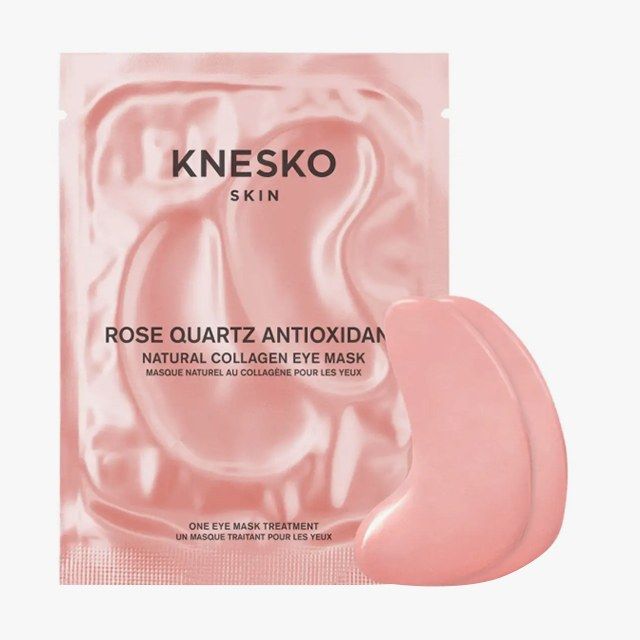 KNESKO
SKIN
ROSE QUARTZ ANTIOXIDAN
NATURAL COLLAGEN EYE MASK
MASQUE NATUREL AU COLLAGÈNE POUR LES YEUX
ONE EYE MASK TREATMENT
UN MASQUE TRAITANT POUR LES YEUX